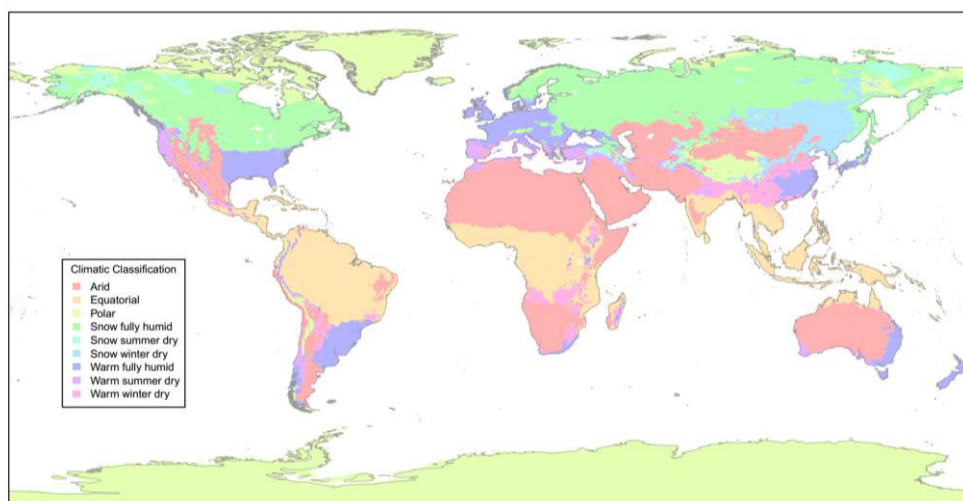 Climatic Classification
Arid
Equatorial
Polar
Snow fully humid
Snow summer dry
Snow winter dry
Warm fully humid
Warm summer dry
Warm winter dry